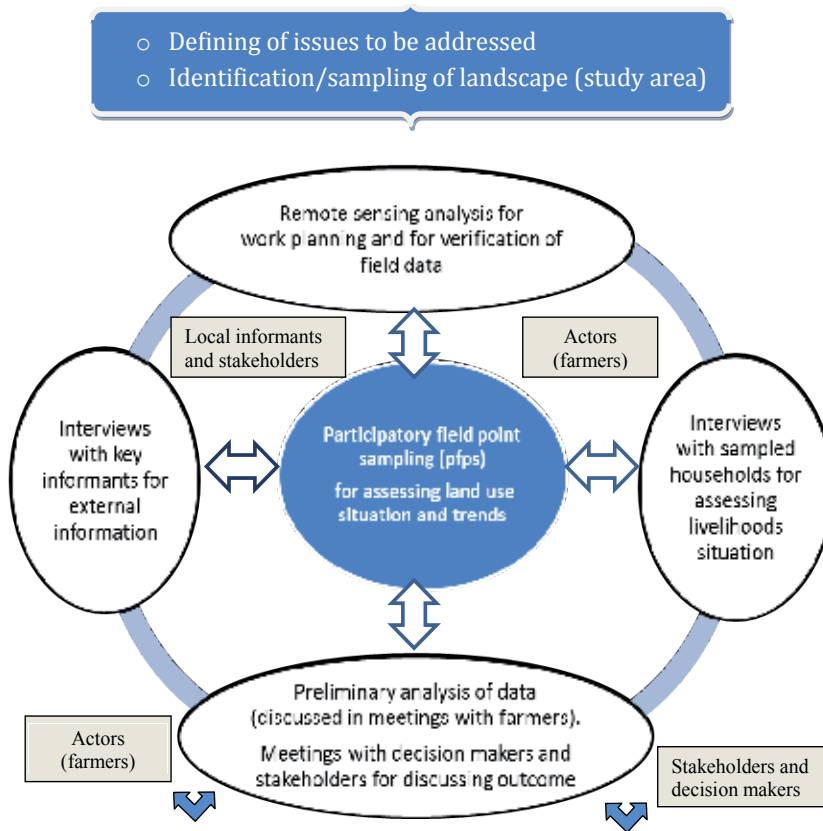 ○ Defining of issues to be addressed
○ Identification/sampling of landscape (study area)
Remote sensing analysis for
work planning and for verification of
field data
Local informants
and stakeholders
Actors
(farmers)
Interviews
with key
informants for
external
information
Participatory field point
sampling (pfps)
for assessing land use
situation and trends
Interviews
with sampled
households for
assessing
livelihoods
situation
Preliminary analysis of data
(discussed in meetings with farmers).
Meetings with decision makers and
stakeholders for discussing outcome
Actors
(farmers)
Stakeholders and
decision makers